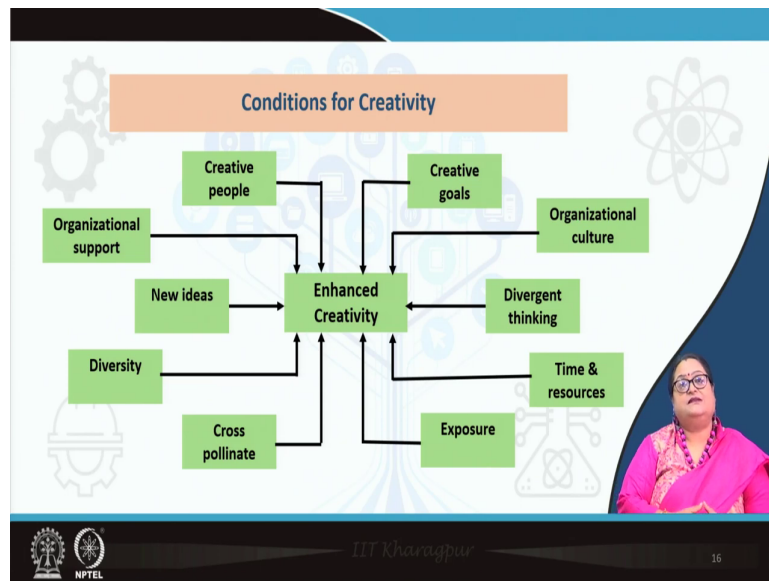 Conditions for Creativity
Creative
people
Creative
goals
Organizational
support
Organizational
culture
New ideas
Enhanced
Creativity
Divergent
thinking
Diversity
Time &
resources
Cross
pollinate
Exposure
IIT Kharagpur
NPTEL
16